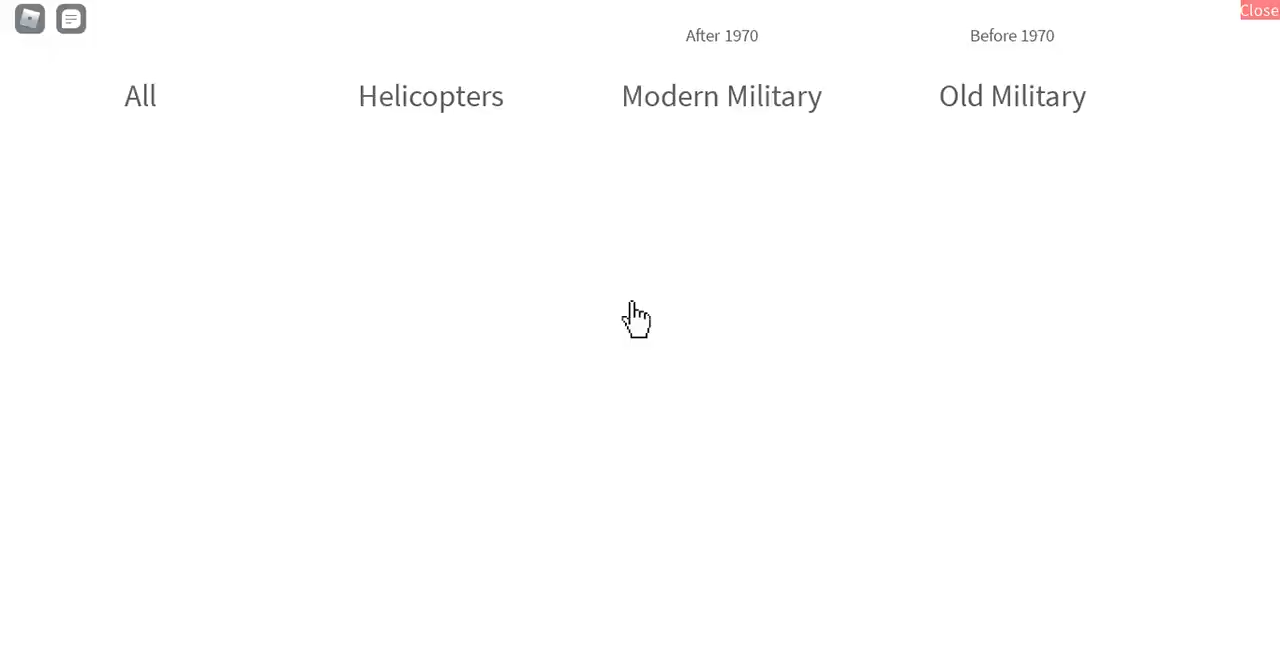 Close
After 1970
Before 1970
All
Helicopters
Modern Military
Old Military